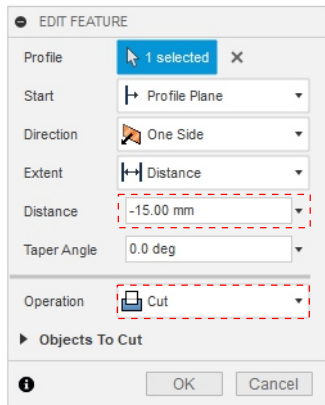 EDIT FEATURE
Profile 1 selected
Start Profile Plane
Direction One Side
Extent Distance
Distance -15.00 mm
Taper Angle 0.0 deg
Operation Cut
Objects To Cut
OK Cancel